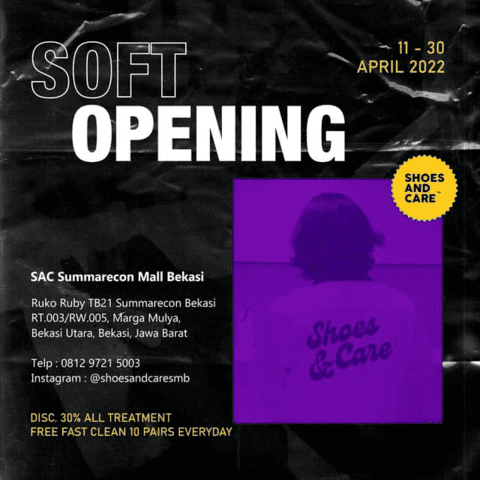 SOFT
OPENING
11 - 30
APRIL 2022
SHOES
AND
CARE™
Shoes
& Care
SAC Summarecon Mall Bekasi
Ruko Ruby TB21 Summarecon Bekasi
RT.003/RW.005, Marga Mulya,
Bekasi Utara, Bekasi, Jawa Barat
Telp : 0812 9721 5003
Instagram : @shoesandcaresmb
DISC. 30% ALL TREATMENT
FREE FAST CLEAN 10 PAIRS EVERYDAY